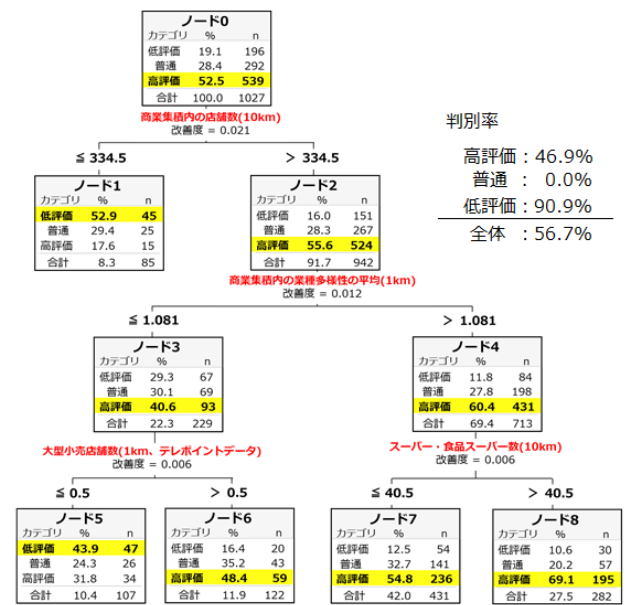 ノード0
カテゴリ % n
低評価 19.1 196
普通 28.4 292
高評価 52.5 539
合計 100.0 1027
商業集積内の店舗数(10km)
改善度 = 0.021
判別率
高評価：46.9%
普通 ： 0.0%
低評価：90.9%
全体 ：56.7%
≦ 334.5
＞ 334.5
ノード1
カテゴリ % n
低評価 52.9 45
普通 29.4 25
高評価 17.6 15
合計 8.3 85
ノード2
カテゴリ % n
低評価 16.0 151
普通 28.3 267
高評価 55.6 524
合計 91.7 942
商業集積内の業種多様性の平均(1km)
改善度 = 0.012
≦ 1.081
＞ 1.081
ノード3
カテゴリ % n
低評価 29.3 67
普通 30.1 69
高評価 40.6 93
合計 22.3 229
大型小売店舗数(1km、テレポイントデータ)
改善度 = 0.006
ノード4
カテゴリ % n
低評価 11.8 84
普通 27.8 198
高評価 60.4 431
合計 69.4 713
スーパー・食品スーパー数(10km)
改善度 = 0.006
≦ 0.5
＞ 0.5
≦ 40.5
＞ 40.5
ノード5
カテゴリ % n
低評価 43.9 47
普通 24.3 26
高評価 31.8 34
合計 10.4 107
ノード6
カテゴリ % n
低評価 16.4 20
普通 35.2 43
高評価 48.4 59
合計 11.9 122
ノード7
カテゴリ % n
低評価 12.5 54
普通 32.7 141
高評価 54.8 236
合計 42.0 431
ノード8
カテゴリ % n
低評価 10.6 30
普通 20.2 57
高評価 69.1 195
合計 27.5 282